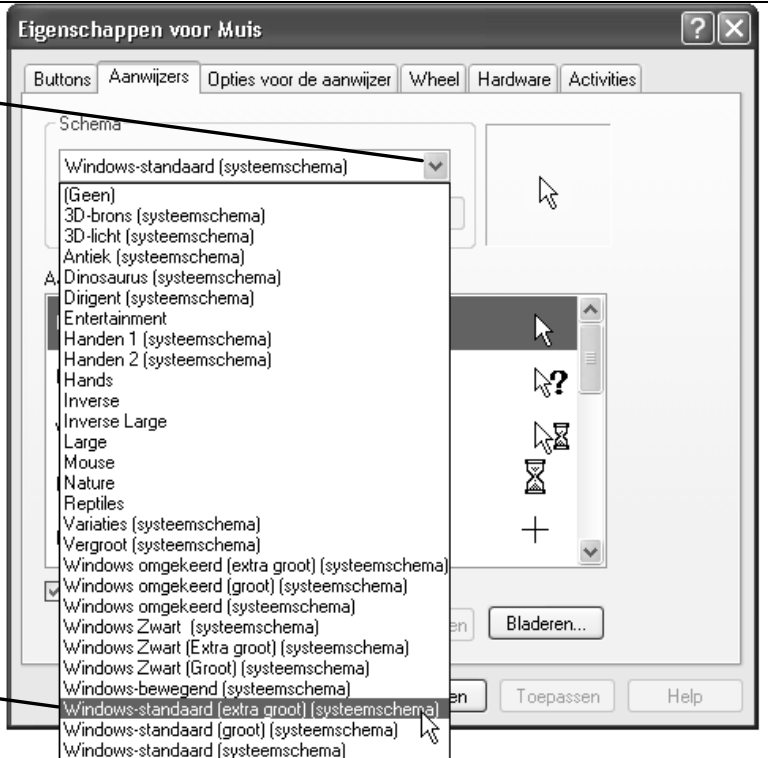 Eigenschappen voor Muis
Buttons Aanwijzers Opties voor de aanwijzer Wheel Hardware Activities
Schema
Windows-standaard (systeemschema)
(Geen)
3D-brons (systeemschema)
3D-licht (systeemschema)
Antiek (systeemschema)
Dinosaurus (systeemschema)
Dirigent (systeemschema)
Entertainment
Handen 1 (systeemschema)
Handen 2 (systeemschema)
Hands
Inverse
Inverse Large
Large
Mouse
Nature
Reptiles
Variaties (systeemschema)
Vergroot (systeemschema)
Windows omgekeerd (extra groot) (systeemschema)
Windows omgekeerd (groot) (systeemschema)
Windows omgekeerd (systeemschema)
Windows Zwart (systeemschema)
Windows Zwart (Extra groot) (systeemschema)
Windows Zwart (Groot) (systeemschema)
Windows-bewegend (systeemschema)
Windows-standaard (extra groot) (systeemschema)
Windows-standaard (groot) (systeemschema)
Windows-standaard (systeemschema)
Bladeren...
Toepassen Help